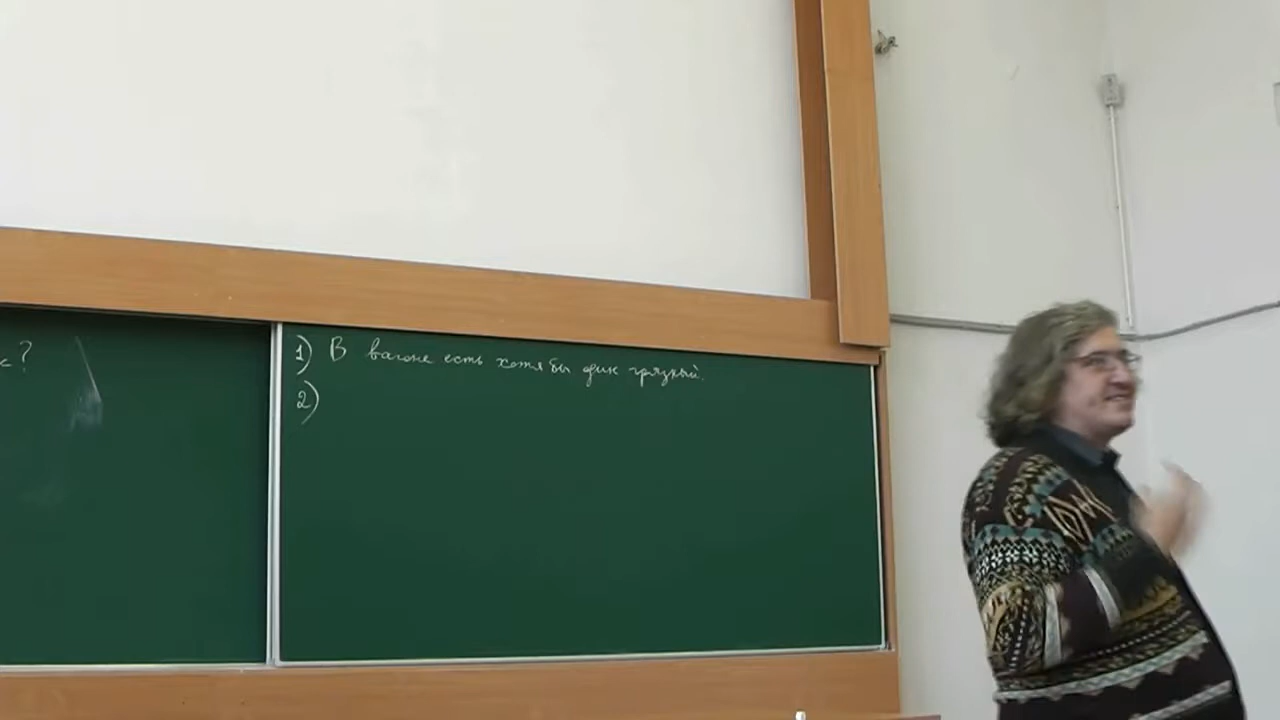 с?
1) В вагоне есть хотя бы один грязный.
2)